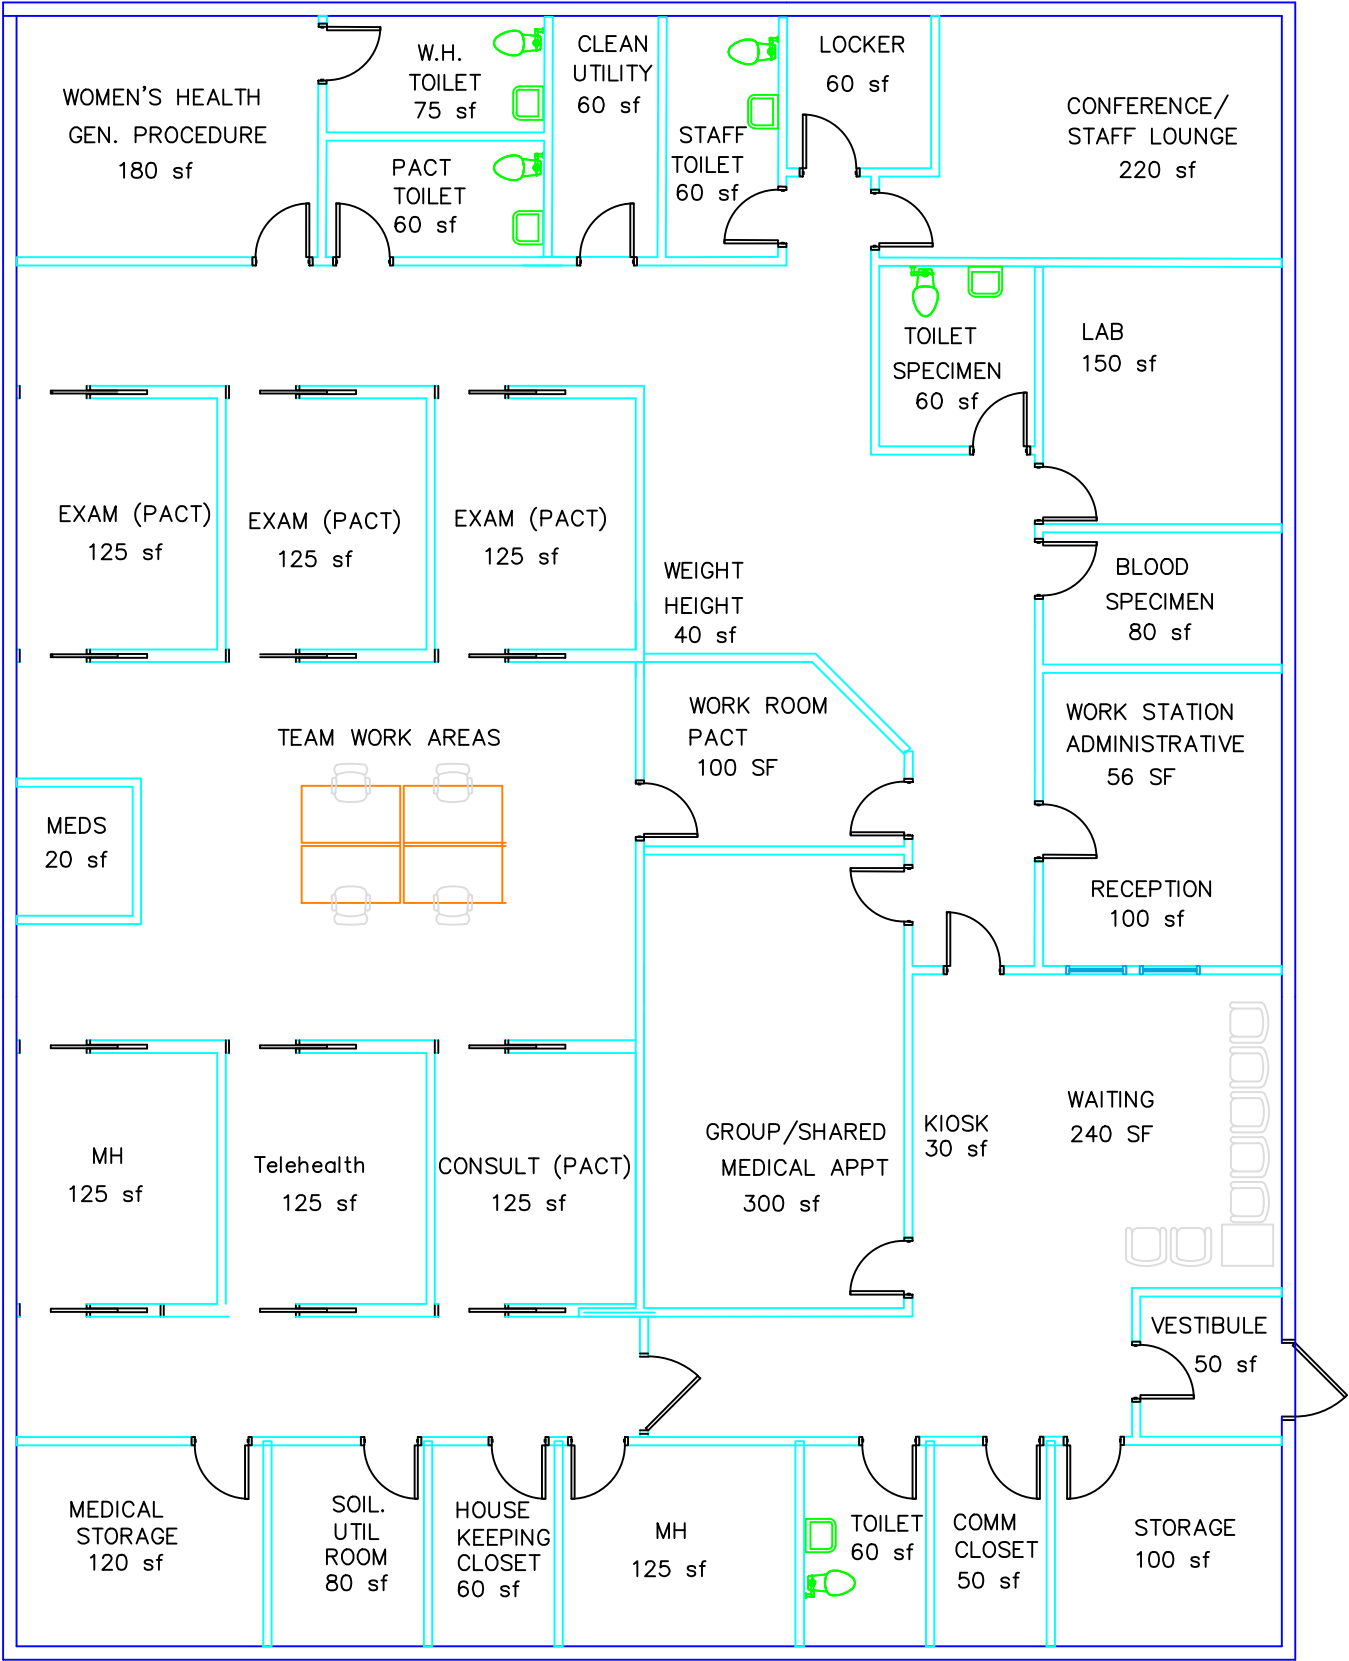 WOMEN'S HEALTH
GEN. PROCEDURE
180 sf
W.H.
TOILET
75 sf
PACT
TOILET
60 sf
CLEAN
UTILITY
60 sf
STAFF
TOILET
60 sf
LOCKER
60 sf
CONFERENCE/
STAFF LOUNGE
220 sf
TOILET
SPECIMEN
60 sf
LAB
150 sf
EXAM (PACT)
125 sf
EXAM (PACT)
125 sf
EXAM (PACT)
125 sf
WEIGHT
HEIGHT
40 sf
BLOOD
SPECIMEN
80 sf
TEAM WORK AREAS
WORK ROOM
PACT
100 SF
WORK STATION
ADMINISTRATIVE
56 SF
MEDS
20 sf
RECEPTION
100 sf
MH
125 sf
Telehealth
125 sf
CONSULT (PACT)
125 sf
GROUP/SHARED
MEDICAL APPT
300 sf
KIOSK
30 sf
WAITING
240 SF
VESTIBULE
50 sf
MEDICAL
STORAGE
120 sf
SOIL.
UTIL
ROOM
80 sf
HOUSE
KEEPING
CLOSET
60 sf
MH
125 sf
TOILET
60 sf
COMM
CLOSET
50 sf
STORAGE
100 sf